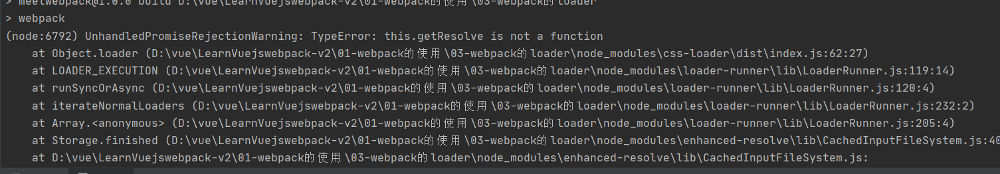 > meetwebpack@1.0.0 build D:\vue\LearnVuejswebpack-v2\01-webpack的使用\03-webpack的loader
> webpack
(node:6792) UnhandledPromiseRejectionWarning: TypeError: this.getResolve is not a function
    at Object.loader (D:\vue\LearnVuejswebpack-v2\01-webpack的使用\03-webpack的loader\node_modules\css-loader\dist\index.js:62:27)
    at LOADER_EXECUTION (D:\vue\LearnVuejswebpack-v2\01-webpack的使用\03-webpack的loader\node_modules\loader-runner\lib\LoaderRunner.js:119:14)
    at runSyncOrAsync (D:\vue\LearnVuejswebpack-v2\01-webpack的使用\03-webpack的loader\node_modules\loader-runner\lib\LoaderRunner.js:120:4)
    at iterateNormalLoaders (D:\vue\LearnVuejswebpack-v2\01-webpack的使用\03-webpack的loader\node_modules\loader-runner\lib\LoaderRunner.js:232:2)
    at Array.<anonymous> (D:\vue\LearnVuejswebpack-v2\01-webpack的使用\03-webpack的loader\node_modules\loader-runner\lib\LoaderRunner.js:205:4)
    at Storage.finished (D:\vue\LearnVuejswebpack-v2\01-webpack的使用\03-webpack的loader\node_modules\enhanced-resolve\lib\CachedInputFileSystem.js:40
    at D:\vue\LearnVuejswebpack-v2\01-webpack的使用\03-webpack的loader\node_modules\enhanced-resolve\lib\CachedInputFileSystem.js: